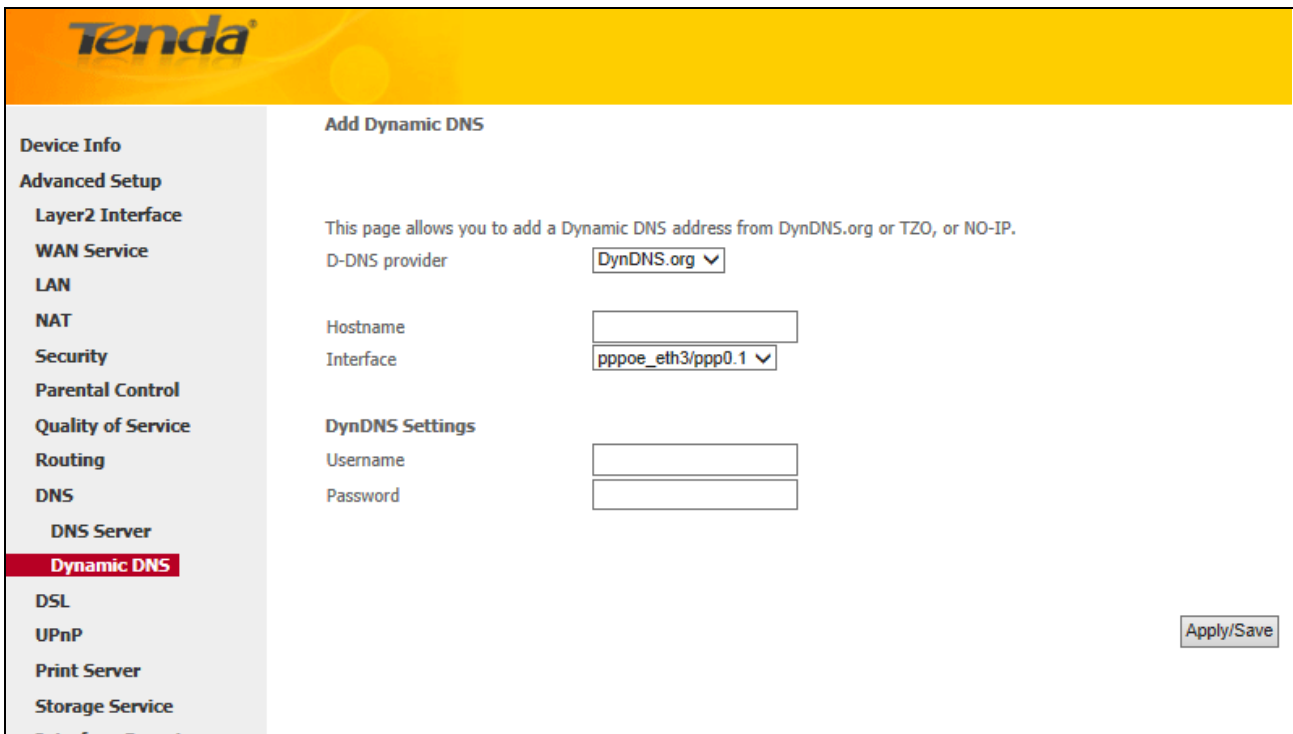 Tenda®
Device Info
Advanced Setup
Layer2 Interface
WAN Service
LAN
NAT
Security
Parental Control
Quality of Service
Routing
DNS
DNS Server
Dynamic DNS
DSL
UPnP
Print Server
Storage Service
Add Dynamic DNS
This page allows you to add a Dynamic DNS address from DynDNS.org or TZO, or NO-IP.
D-DNS provider DynDNS.org
Hostname
Interface pppoe_eth3/ppp0.1
DynDNS Settings
Username
Password
Apply/Save